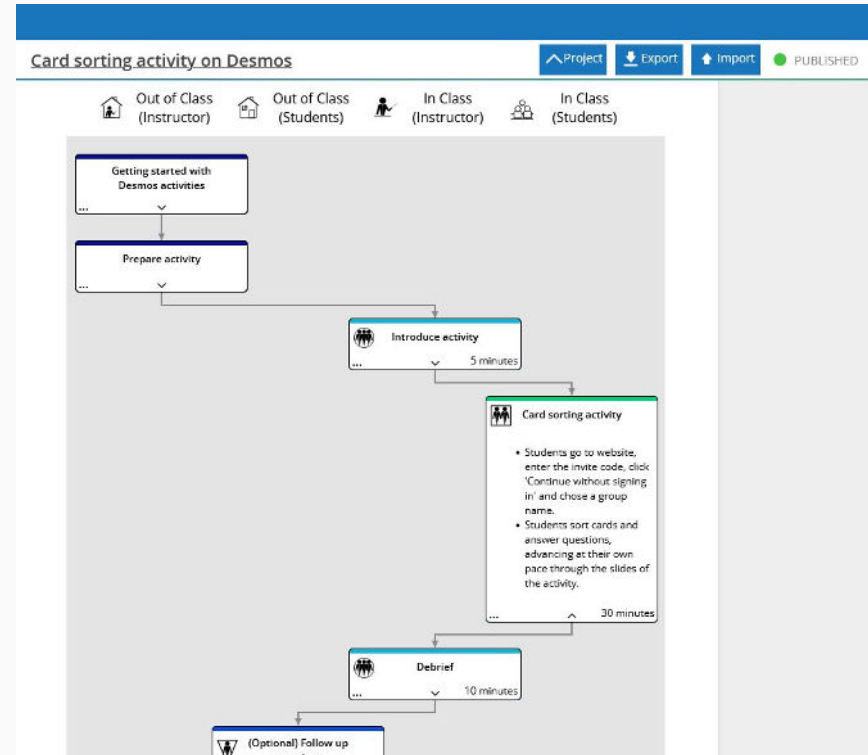 Card sorting activity on Desmos
Project
Export
Import
PUBLISHED
Out of Class
(Instructor)
Out of Class
(Students)
In Class
(Instructor)
In Class
(Students)
Getting started with
Desmos activities
...
Prepare activity
...
Introduce activity
... 5 minutes
Card sorting activity
• Students go to website,
enter the invite code, click
'Continue without signing
in' and chose a group
name.
• Students sort cards and
answer questions,
advancing at their own
pace through the slides of
the activity.
... 30 minutes
Debrief
... 10 minutes
(Optional) Follow up